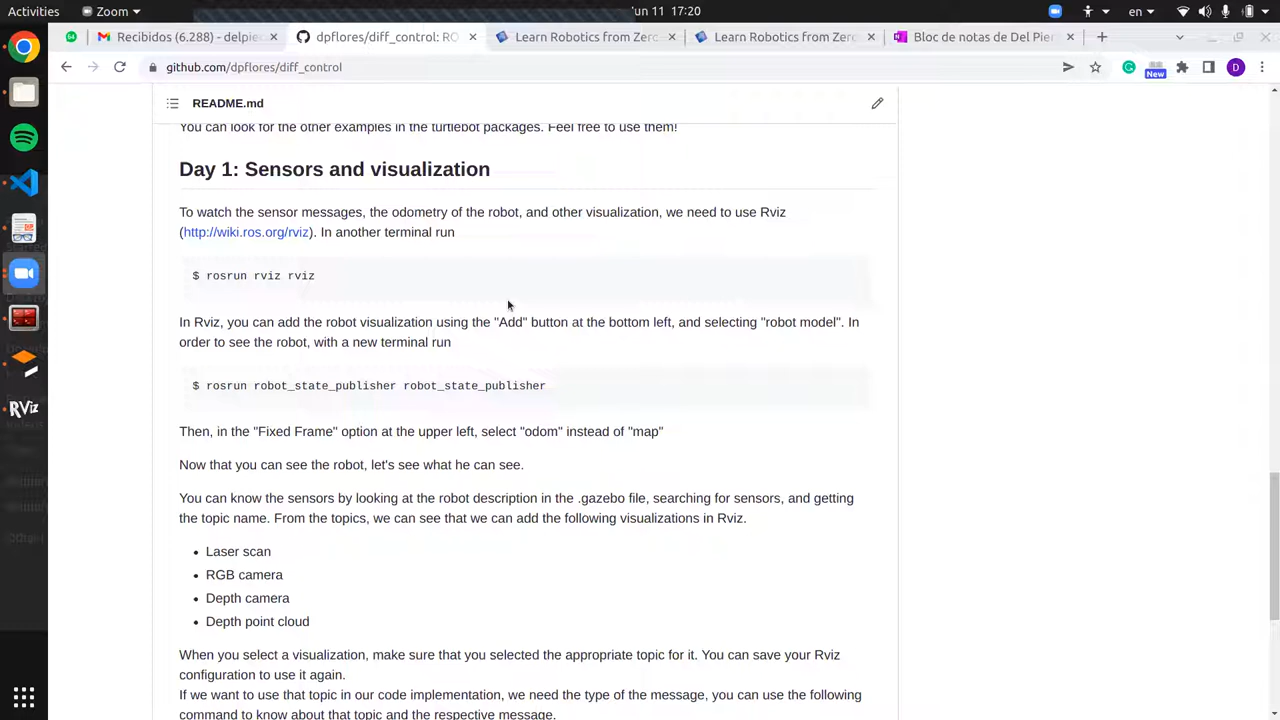 Activities
Zoom
Jun 11 17:20
en
Recibidos (6.288) - delpiec
dpflores/diff_control: RO
Learn Robotics from Zero
Learn Robotics from Zero
Bloc de notas de Del Pier
github.com/dpflores/diff_control
New
D
README.md
You can look for the other examples in the turtlebot packages. Feel free to use them!
Day 1: Sensors and visualization
To watch the sensor messages, the odometry of the robot, and other visualization, we need to use Rviz
(http://wiki.ros.org/rviz). In another terminal run
$ rosrun rviz rviz
In Rviz, you can add the robot visualization using the "Add" button at the bottom left, and selecting "robot model". In
order to see the robot, with a new terminal run
$ rosrun robot_state_publisher robot_state_publisher
Then, in the "Fixed Frame" option at the upper left, select "odom" instead of "map"
Now that you can see the robot, let's see what he can see.
You can know the sensors by looking at the robot description in the .gazebo file, searching for sensors, and getting
the topic name. From the topics, we can see that we can add the following visualizations in Rviz.
• Laser scan
• RGB camera
• Depth camera
• Depth point cloud
When you select a visualization, make sure that you selected the appropriate topic for it. You can save your Rviz
configuration to use it again.
If we want to use that topic in our code implementation, we need the type of the message, you can use the following
command to know about that topic and the respective message.
RViz